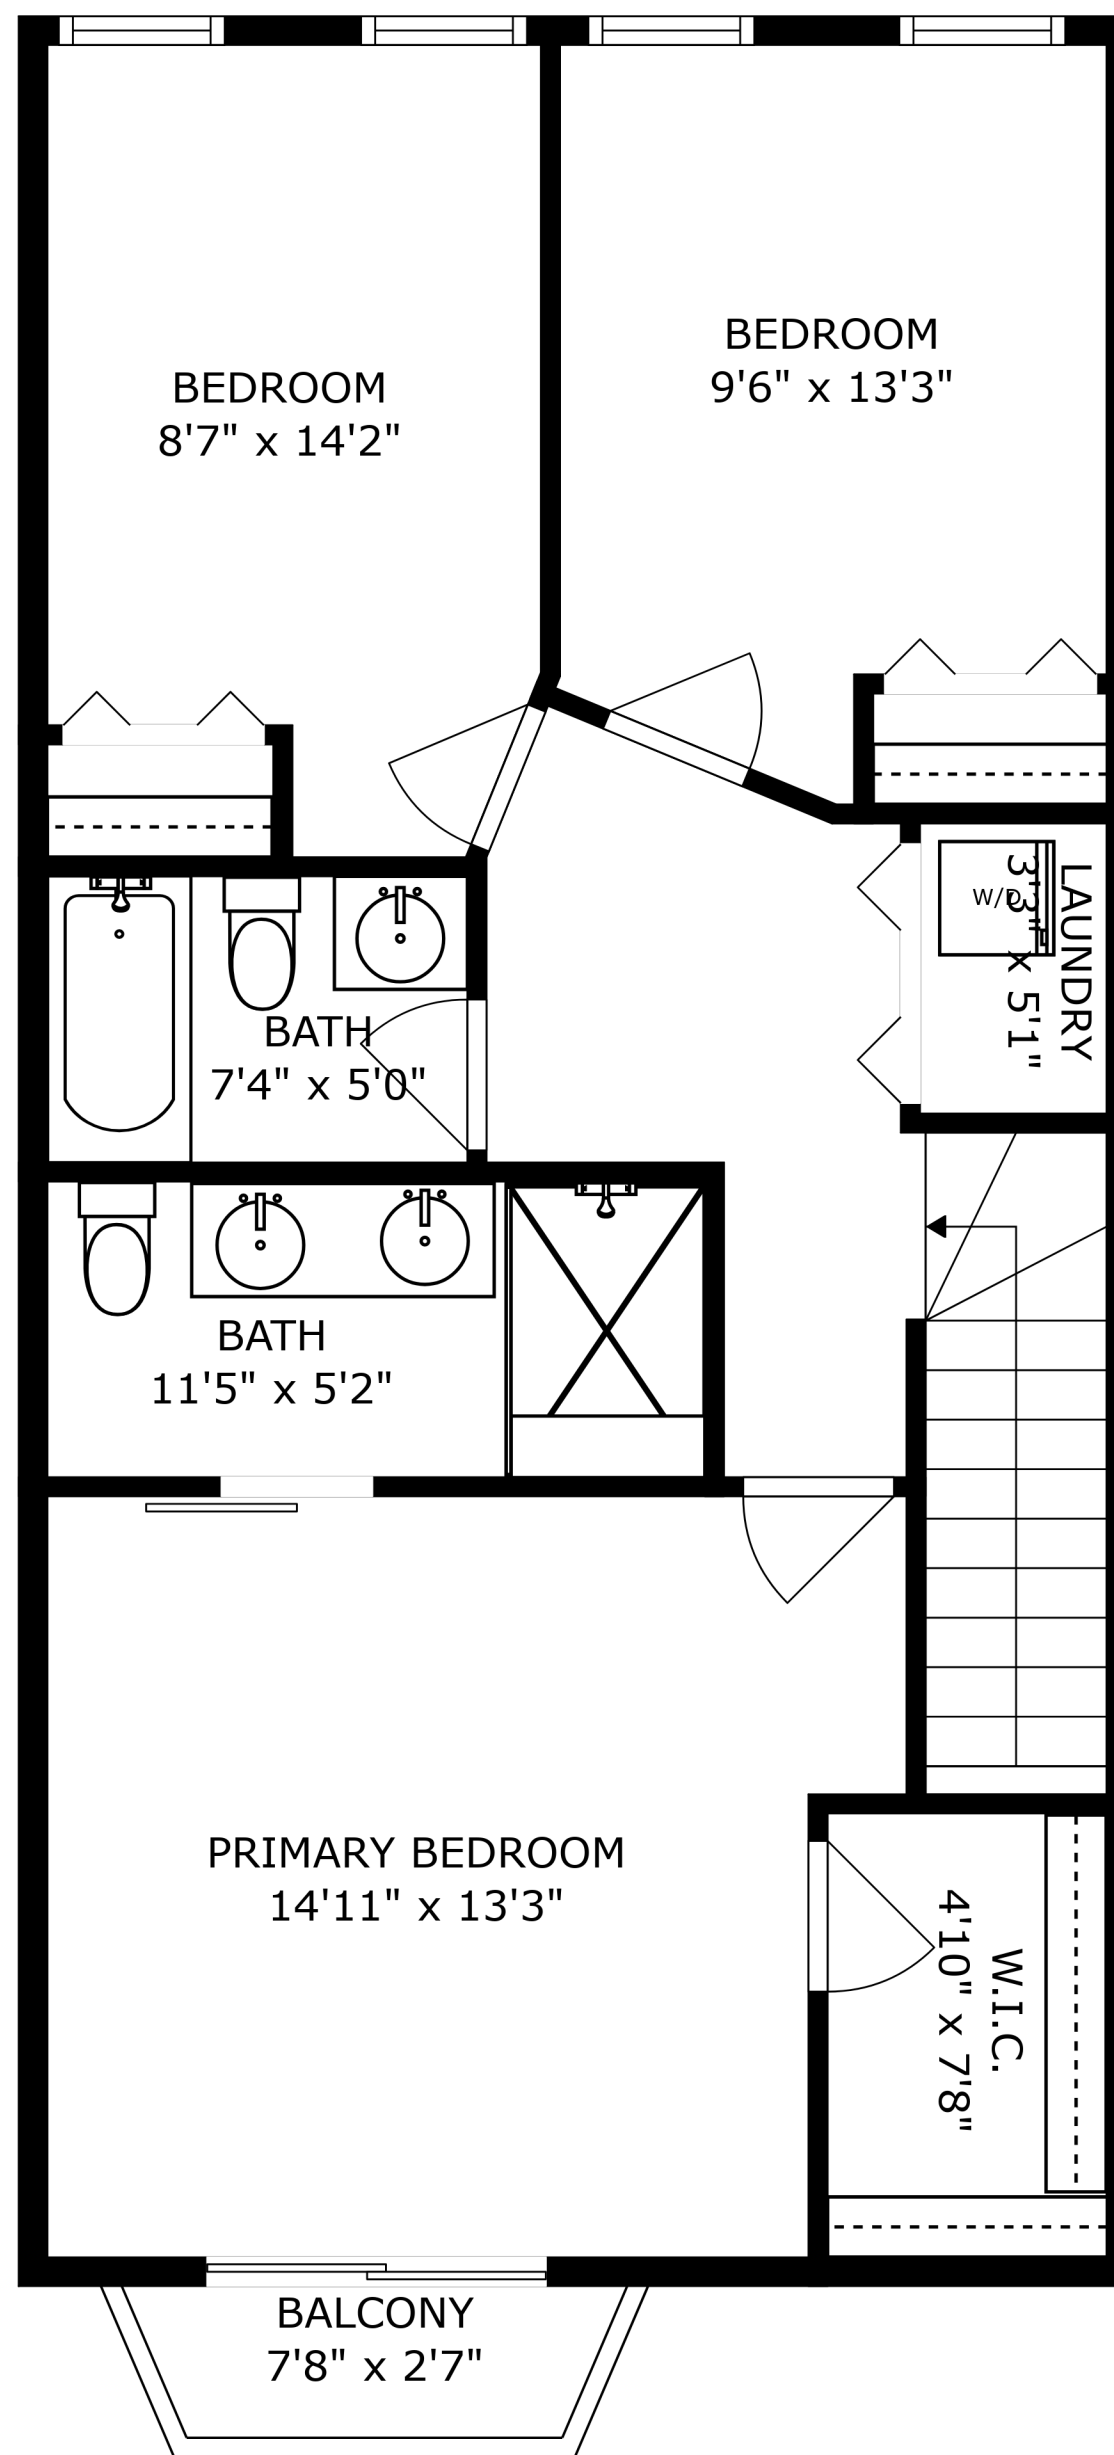 BEDROOM
8'7" x 14'2"
BEDROOM
9'6" x 13'3"
LAUNDRY
3'3" x 5'1"
W/D
BATH
7'4" x 5'0"
BATH
11'5" x 5'2"
PRIMARY BEDROOM
14'11" x 13'3"
W.I.C.
4'10" x 7'8"
BALCONY
7'8" x 2'7"